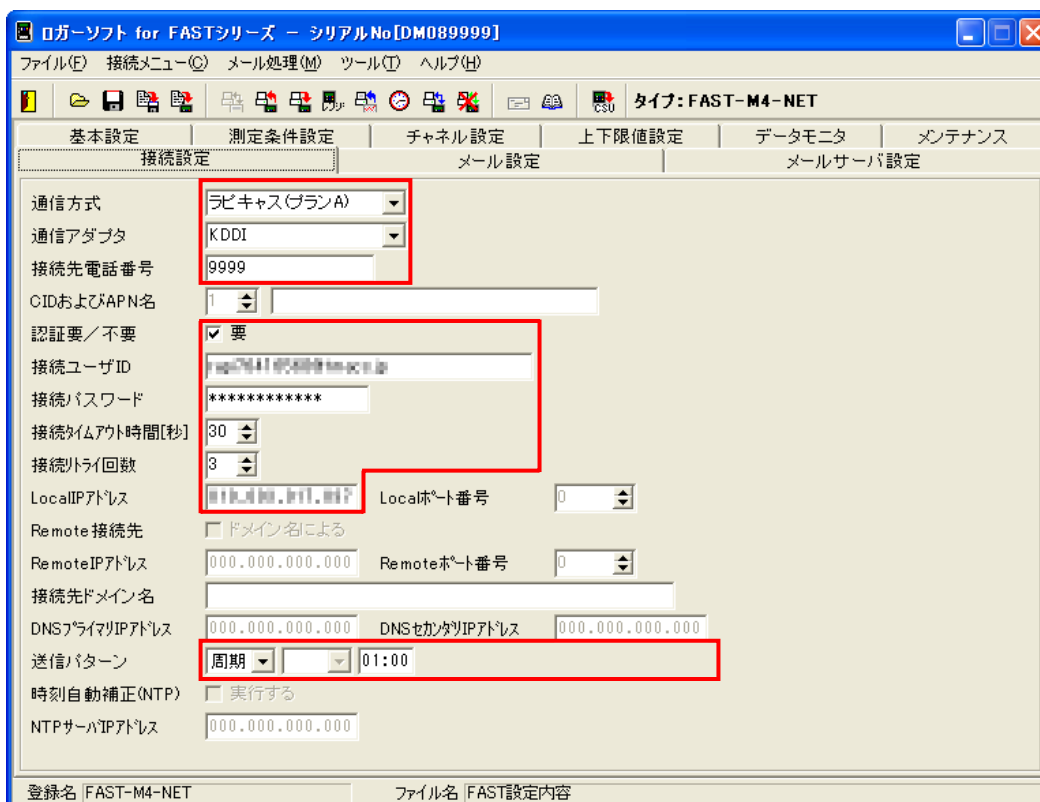 ロガーソフト for FASTシリーズ － シリアルNo[DM089999]
ファイル(F) 接続メニュー(C) メール処理(M) ツール(T) ヘルプ(H)
タイプ:FAST-M4-NET
基本設定 測定条件設定 チャネル設定 上下限値設定 データモニタ メンテナンス
接続設定 メール設定 メールサーバ設定
通信方式 ラピキャス(プランA)
通信アダプタ KDDI
接続先電話番号 9999
CIDおよびAPN名 1
認証要／不要 要
接続ユーザID
接続パスワード ************
接続タイムアウト時間[秒] 30
接続リトライ回数 3
LocalIPアドレス Localポート番号 0
Remote接続先 ドメイン名による
RemoteIPアドレス 000.000.000.000 Remoteポート番号 0
接続先ドメイン名
DNSプライマリIPアドレス 000.000.000.000 DNSセカンダリIPアドレス 000.000.000.000
送信パターン 周期 01:00
時刻自動補正(NTP) 実行する
NTPサーバIPアドレス 000.000.000.000
登録名 FAST-M4-NET ファイル名 FAST設定内容